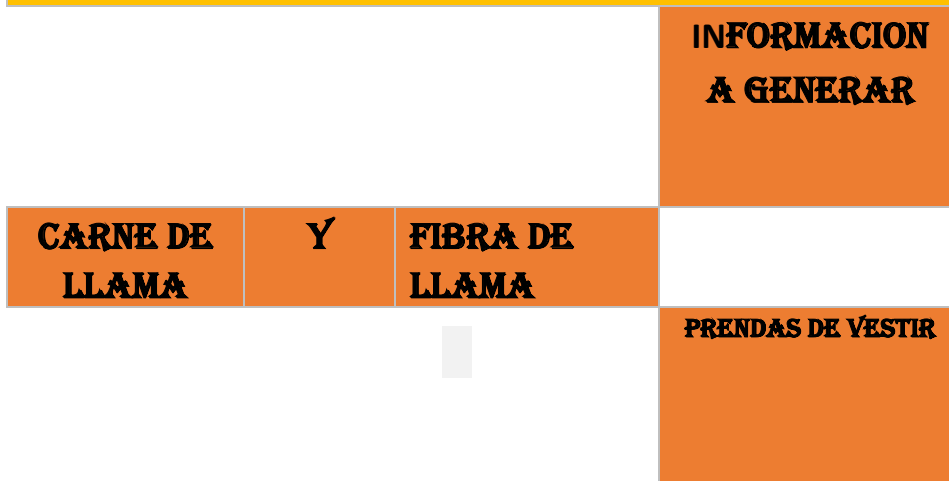 INFORMACION
A GENERAR
CARNE DE
LLAMA
Y
FIBRA DE
LLAMA
PRENDAS DE VESTIR